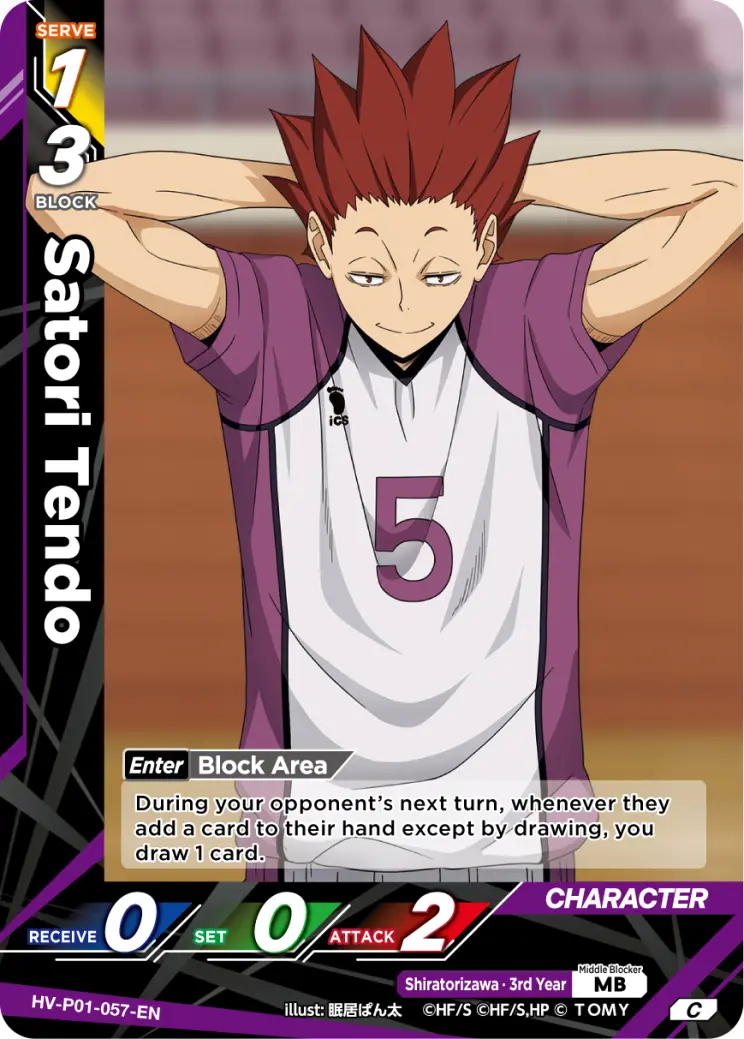 SERVE
1
3
BLOCK
Satori Tendo
iCS
5
Enter Block Area
During your opponent's next turn, whenever they
add a card to their hand except by drawing, you
draw 1 card.
CHARACTER
RECEIVE 0 SET 0 ATTACK 2
Shiratorizawa · 3rd Year Middle Blocker MB
HV-P01-057-EN illust: 眠居ぱん太 ©HF/S ©HF/S,HP © TOMY C